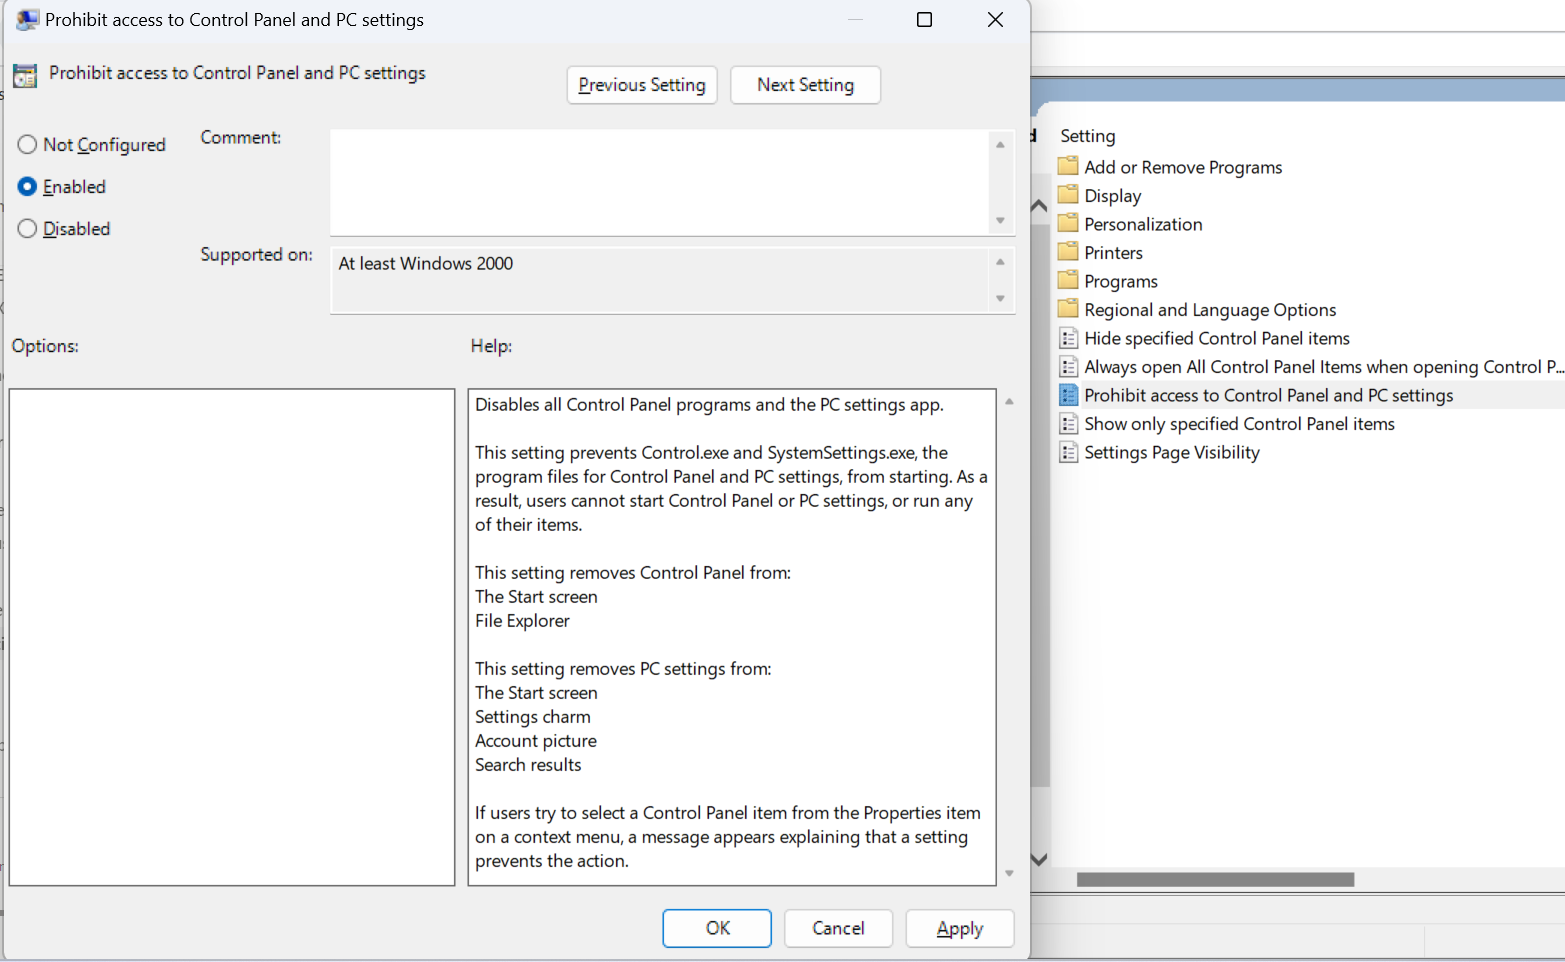 Prohibit access to Control Panel and PC settings
Prohibit access to Control Panel and PC settings
Previous Setting
Next Setting
Not Configured
Enabled
Disabled
Comment:
Supported on:
At least Windows 2000
Options:
Help:
Disables all Control Panel programs and the PC settings app.
This setting prevents Control.exe and SystemSettings.exe, the
program files for Control Panel and PC settings, from starting. As a
result, users cannot start Control Panel or PC settings, or run any
of their items.
This setting removes Control Panel from:
The Start screen
File Explorer
This setting removes PC settings from:
The Start screen
Settings charm
Account picture
Search results
If users try to select a Control Panel item from the Properties item
on a context menu, a message appears explaining that a setting
prevents the action.
OK
Cancel
Apply
Setting
Add or Remove Programs
Display
Personalization
Printers
Programs
Regional and Language Options
Hide specified Control Panel items
Always open All Control Panel Items when opening Control P...
Prohibit access to Control Panel and PC settings
Show only specified Control Panel items
Settings Page Visibility